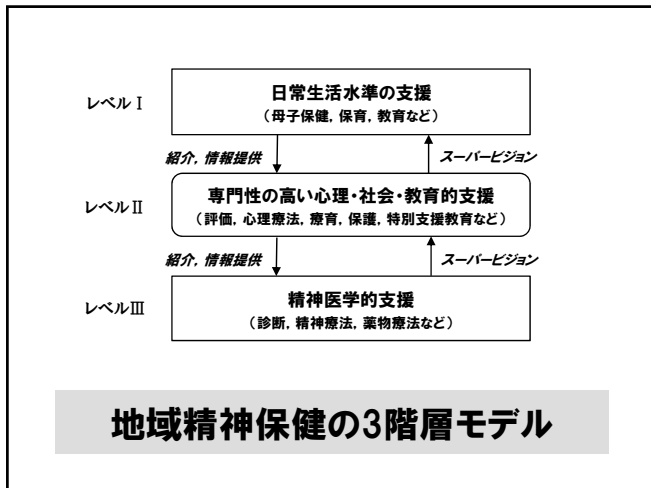 レベルⅠ
日常生活水準の支援
(母子保健, 保育, 教育など)
紹介, 情報提供
スーパービジョン
レベルⅡ
専門性の高い心理・社会・教育的支援
(評価, 心理療法, 療育, 保護, 特別支援教育など)
紹介, 情報提供
スーパービジョン
レベルⅢ
精神医学的支援
(診断, 精神療法, 薬物療法など)
地域精神保健の3階層モデル